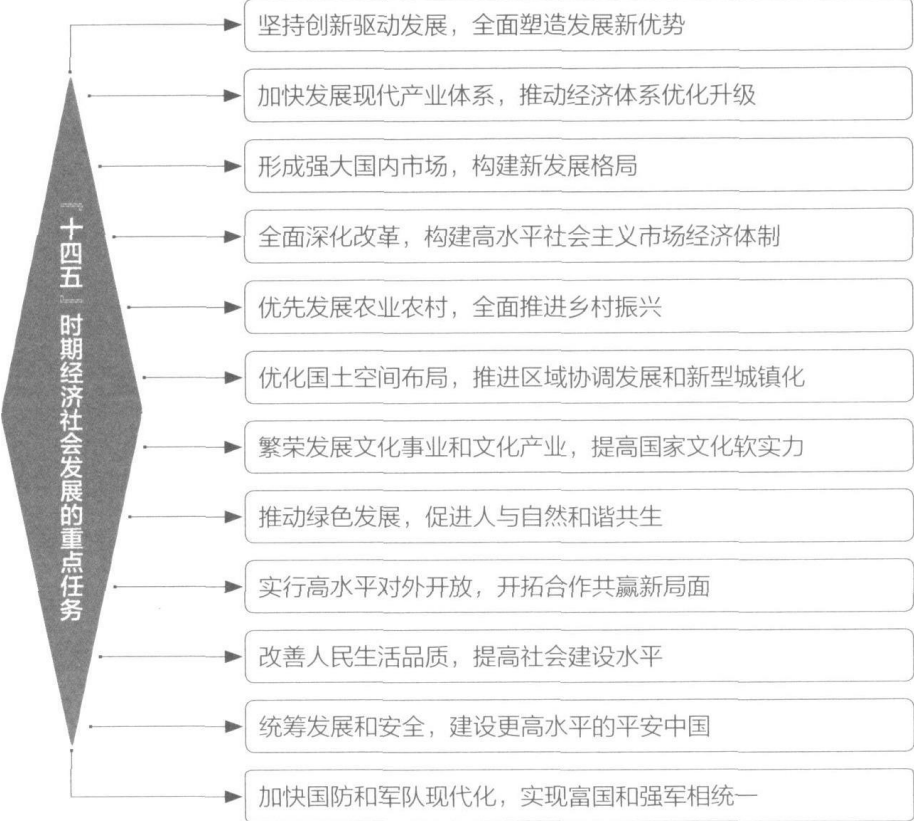 “十四五”时期经济社会发展的重点任务
坚持创新驱动发展，全面塑造发展新优势
加快发展现代产业体系，推动经济体系优化升级
形成强大国内市场，构建新发展格局
全面深化改革，构建高水平社会主义市场经济体制
优先发展农业农村，全面推进乡村振兴
优化国土空间布局，推进区域协调发展和新型城镇化
繁荣发展文化事业和文化产业，提高国家文化软实力
推动绿色发展，促进人与自然和谐共生
实行高水平对外开放，开拓合作共赢新局面
改善人民生活品质，提高社会建设水平
统筹发展和安全，建设更高水平的平安中国
加快国防和军队现代化，实现富国和强军相统一